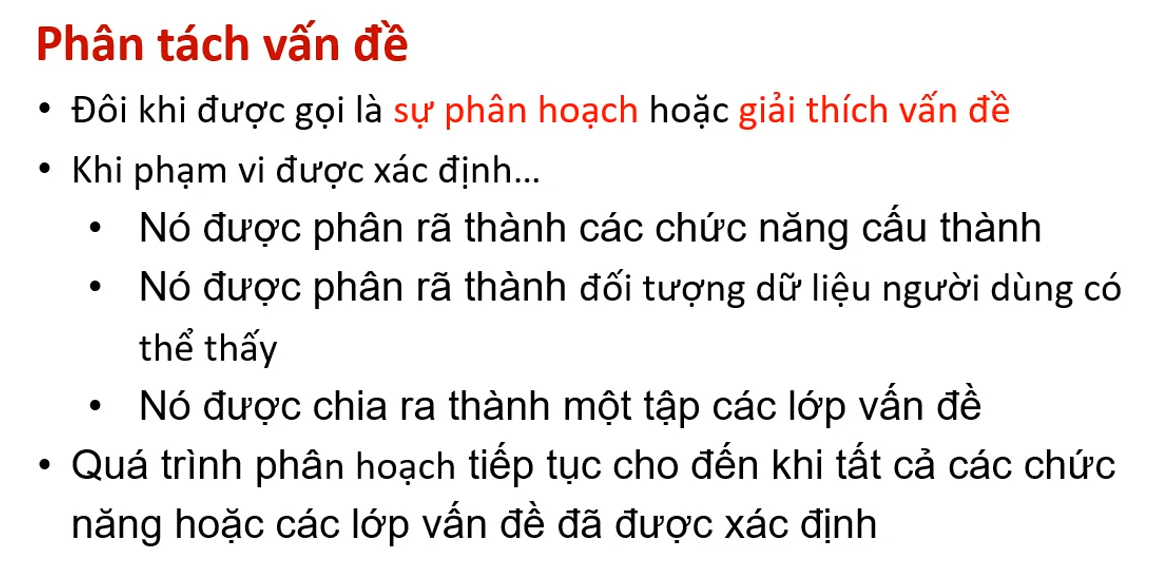 Phân tách vấn đề
• Đôi khi được gọi là sự phân hoạch hoặc giải thích vấn đề
• Khi phạm vi được xác định...
• Nó được phân rã thành các chức năng cấu thành
• Nó được phân rã thành đối tượng dữ liệu người dùng có
thể thấy
• Nó được chia ra thành một tập các lớp vấn đề
• Quá trình phân hoạch tiếp tục cho đến khi tất cả các chức
năng hoặc các lớp vấn đề đã được xác định